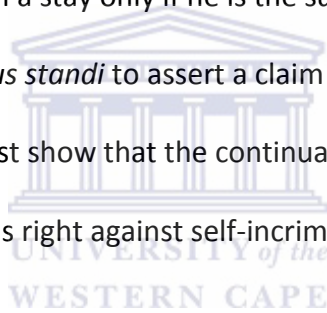 a stay only if he is the
us standi to assert a claim
st show that the continua
s right against self-incrim
UNIVERSITY of the
WESTERN CAPE